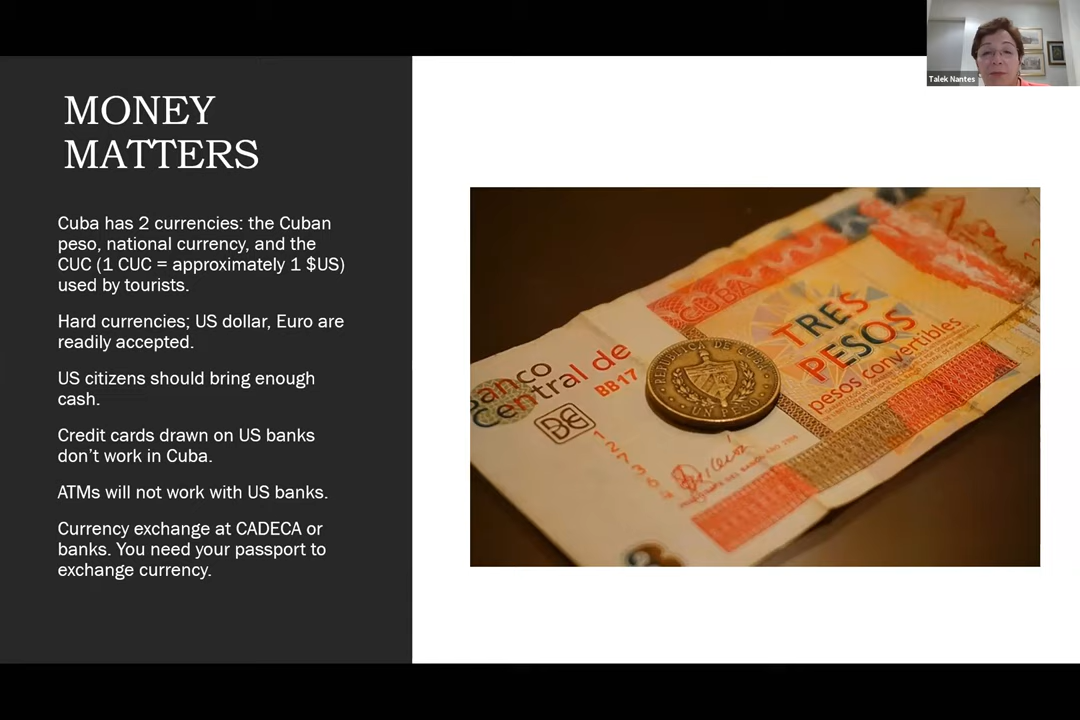 MONEY
MATTERS
Cuba has 2 currencies: the Cuban
peso, national currency, and the
CUC (1 CUC = approximately 1 $US)
used by tourists.
Hard currencies; US dollar, Euro are
readily accepted.
US citizens should bring enough
cash.
Credit cards drawn on US banks
don't work in Cuba.
ATMs will not work with US banks.
Currency exchange at CADECA or
banks. You need your passport to
exchange currency.
Talek Nantes
CUBA
TRES
PESOS
pesos convertibles
Banco
Central de
BB17
REPUBLICA DE CUBA
UN PESO